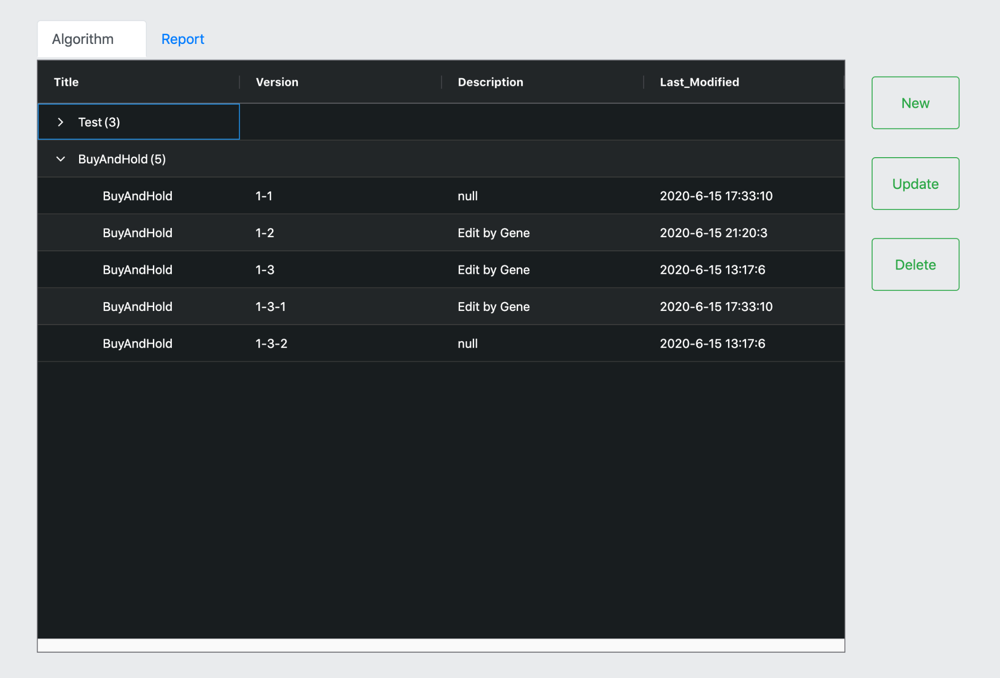 Algorithm Report
Title Version Description Last_Modified
Test (3)
BuyAndHold (5)
BuyAndHold 1-1 null 2020-6-15 17:33:10
BuyAndHold 1-2 Edit by Gene 2020-6-15 21:20:3
BuyAndHold 1-3 Edit by Gene 2020-6-15 13:17:6
BuyAndHold 1-3-1 Edit by Gene 2020-6-15 17:33:10
BuyAndHold 1-3-2 null 2020-6-15 13:17:6
New
Update
Delete